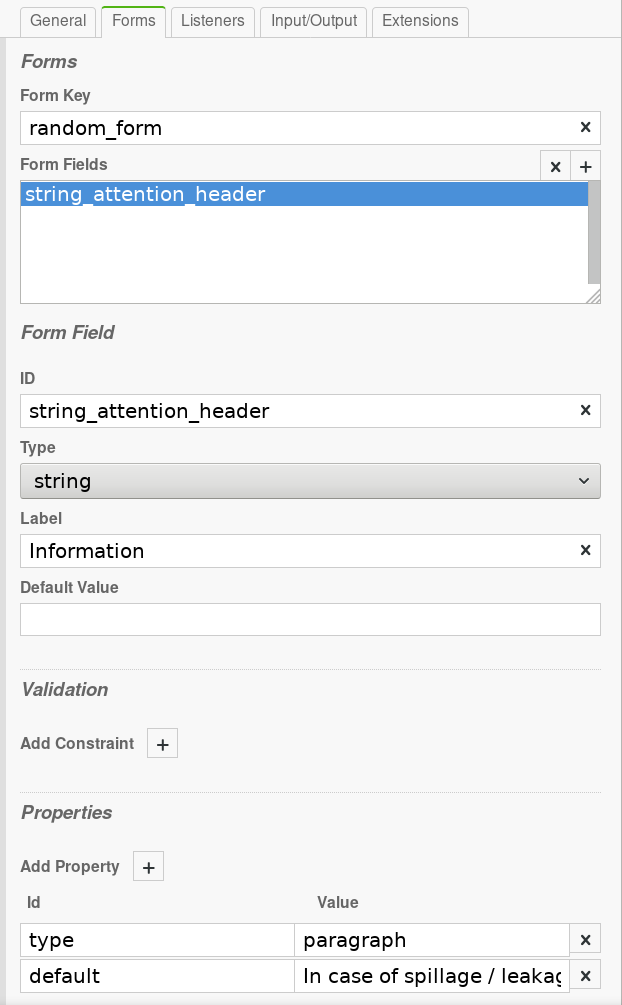 General Forms Listeners Input/Output Extensions
Forms
Form Key
random_form
Form Fields
string_attention_header
Form Field
ID
string_attention_header
Type
string
Label
Information
Default Value
Validation
Add Constraint +
Properties
Add Property +
Id Value
type paragraph
default In case of spillage / leakag